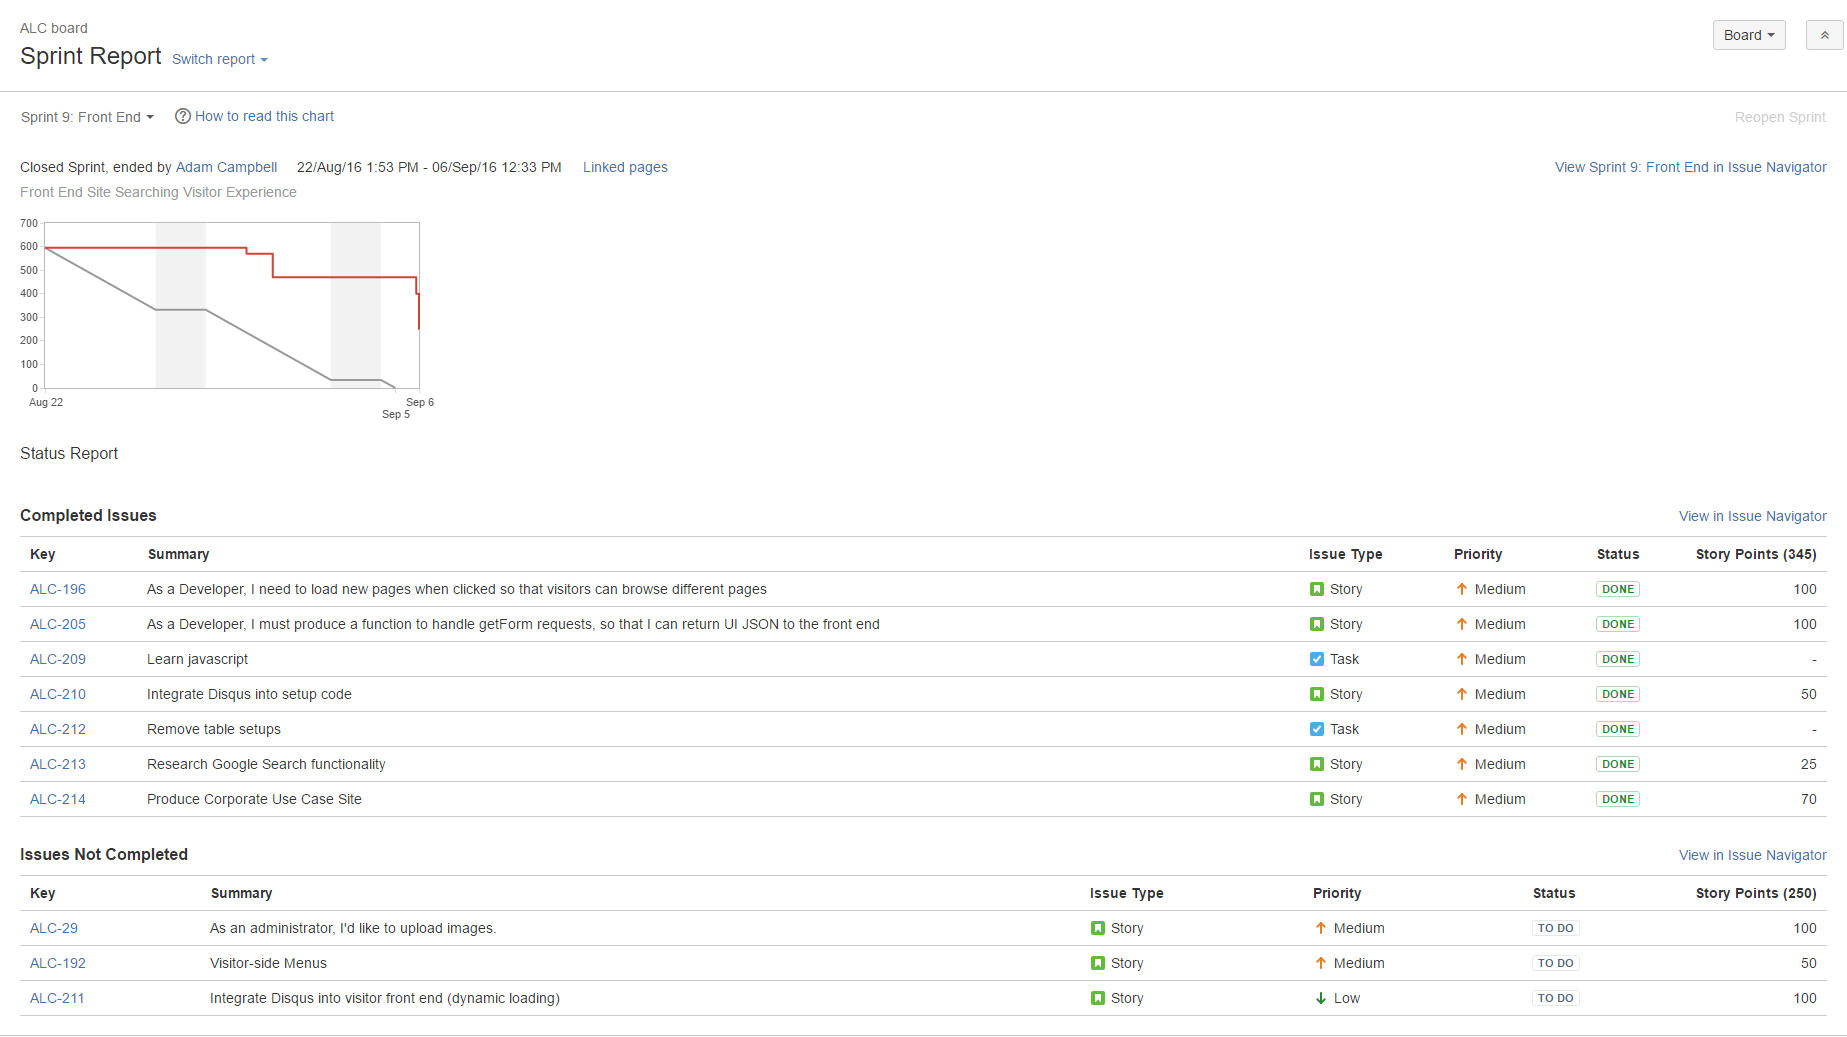 ALC board
Sprint Report Switch report
Board
Sprint 9: Front End How to read this chart
Reopen Sprint
Closed Sprint, ended by Adam Campbell 22/Aug/16 1:53 PM - 06/Sep/16 12:33 PM Linked pages
View Sprint 9: Front End in Issue Navigator
Front End Site Searching Visitor Experience
700
600
500
400
300
200
100
0
Aug 22
Sep 6
Sep 5
Status Report
Completed Issues
View in Issue Navigator
Key Summary Issue Type Priority Status Story Points (345)
ALC-196 As a Developer, I need to load new pages when clicked so that visitors can browse different pages Story Medium DONE 100
ALC-205 As a Developer, I must produce a function to handle getForm requests, so that I can return UI JSON to the front end Story Medium DONE 100
ALC-209 Learn javascript Task Medium DONE -
ALC-210 Integrate Disqus into setup code Story Medium DONE 50
ALC-212 Remove table setups Task Medium DONE -
ALC-213 Research Google Search functionality Story Medium DONE 25
ALC-214 Produce Corporate Use Case Site Story Medium DONE 70
Issues Not Completed
View in Issue Navigator
Key Summary Issue Type Priority Status Story Points (250)
ALC-29 As an administrator, I'd like to upload images. Story Medium TO DO 100
ALC-192 Visitor-side Menus Story Medium TO DO 50
ALC-211 Integrate Disqus into visitor front end (dynamic loading) Story Low TO DO 100